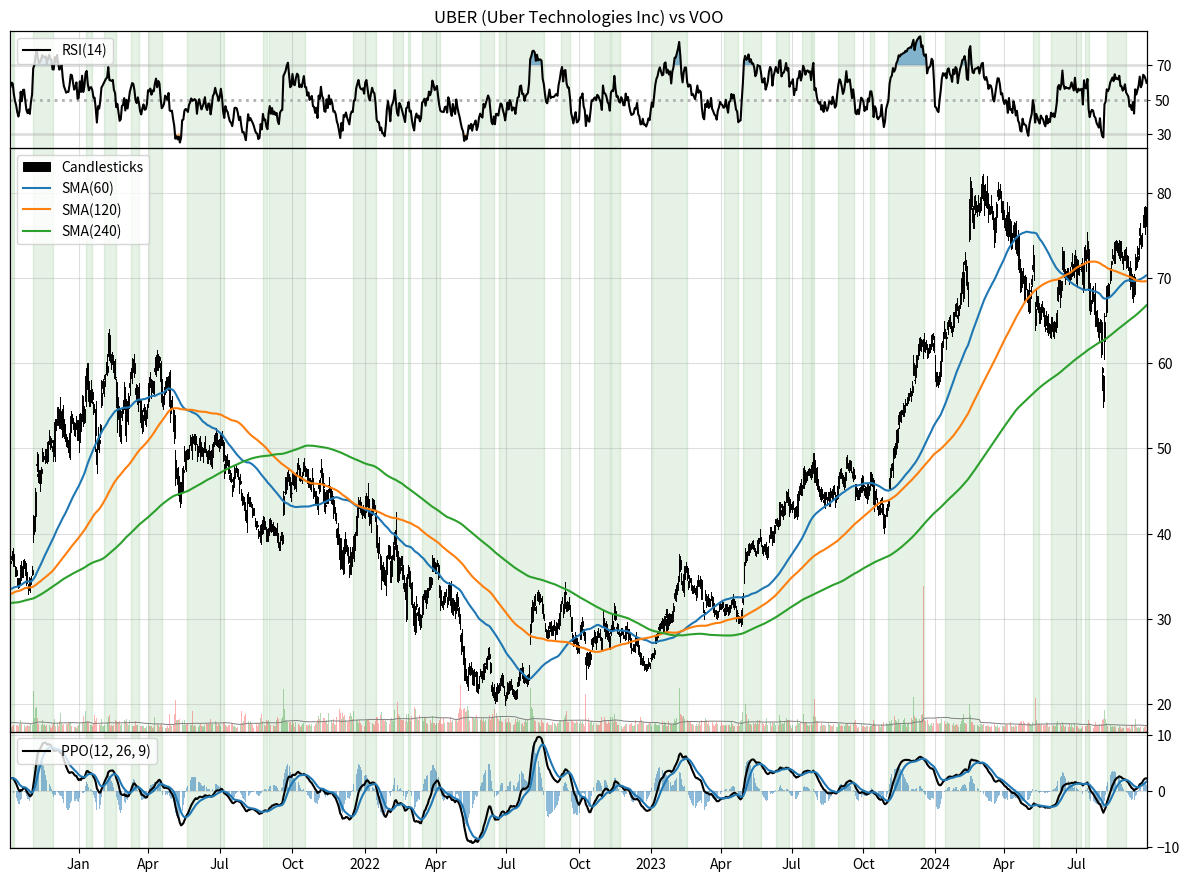 UBER (Uber Technologies Inc) vs VOO
RSI(14)
70
50
30
Candlesticks
SMA(60)
SMA(120)
SMA(240)
80
70
60
50
40
30
20
PPO(12, 26, 9)
10
0
−10
Jan Apr Jul Oct 2022 Apr Jul Oct 2023 Apr Jul Oct 2024 Apr Jul